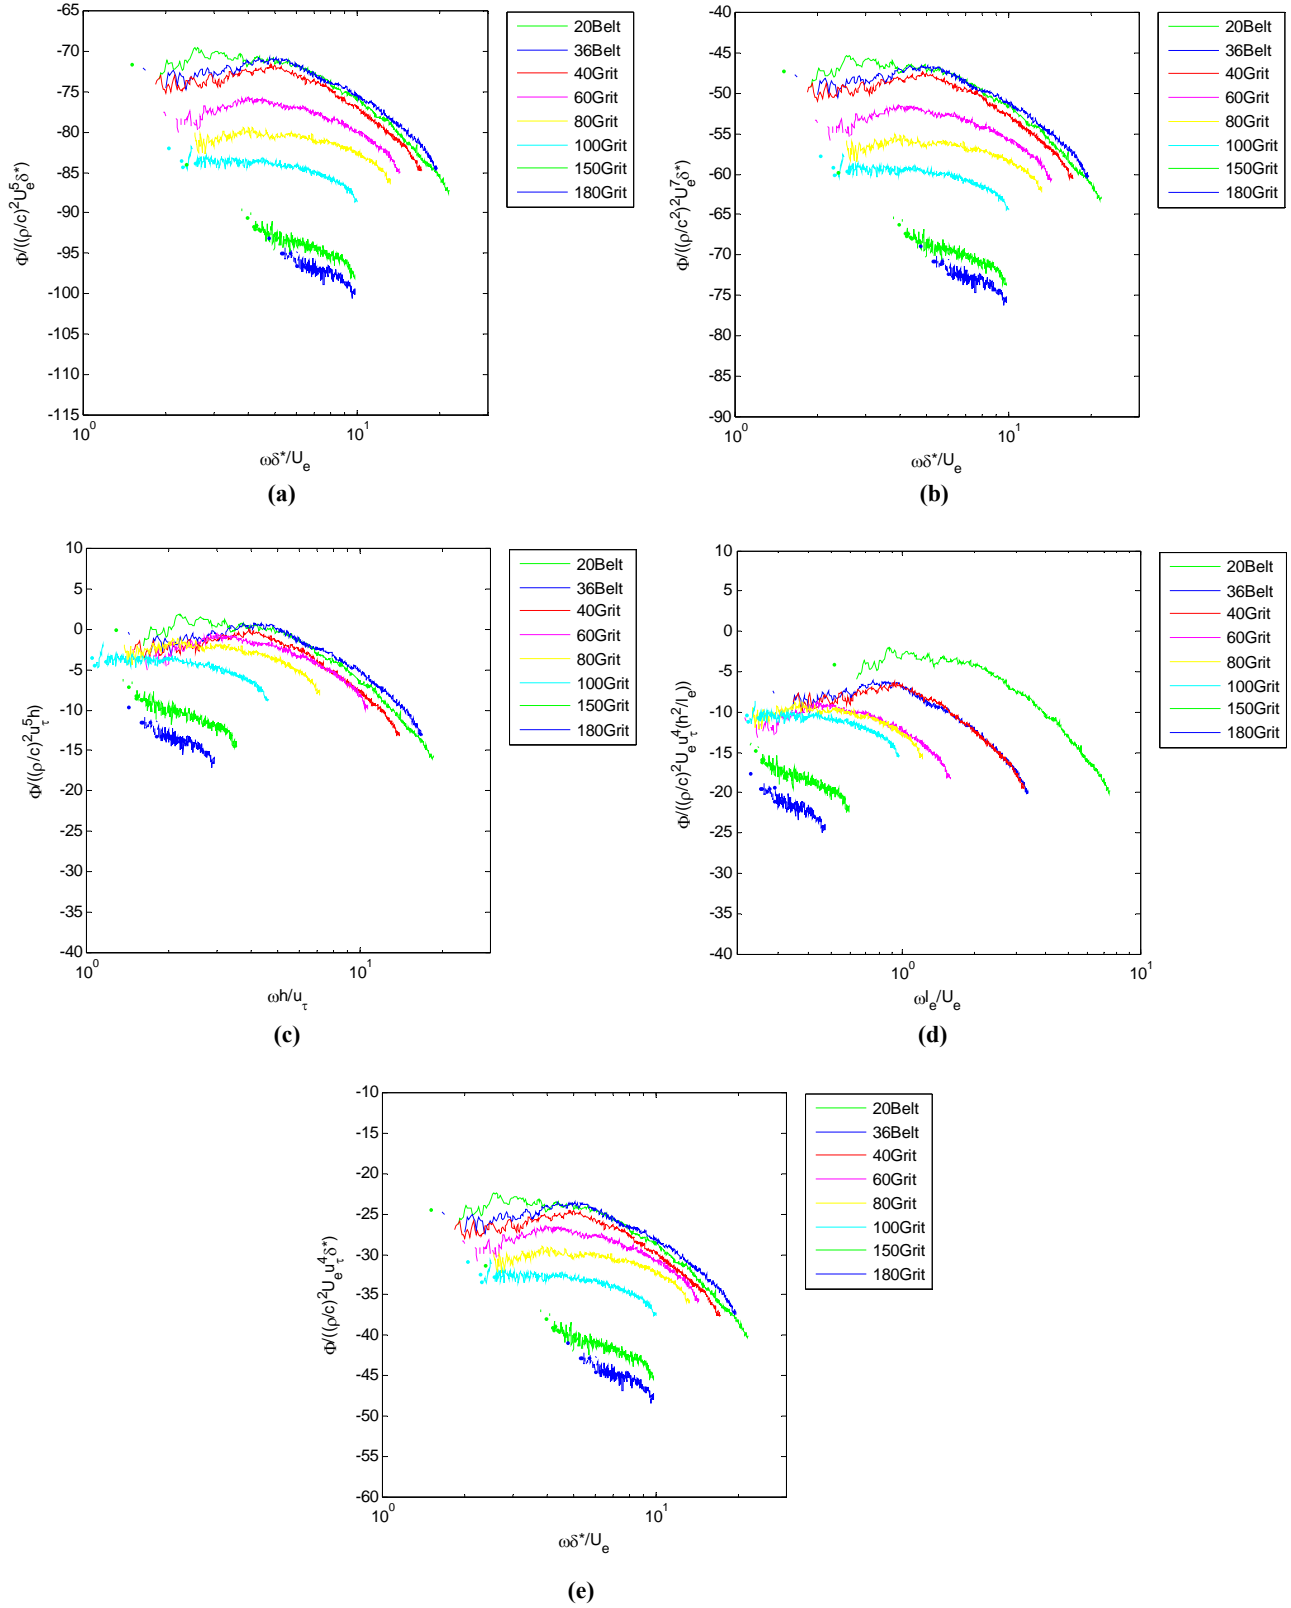 -65
-70
-75
-80
-85
-90
-95
-100
-105
-110
-115
10^0
10^1
Φ/((ρ/c)^2U_e^5δ*)
ωδ*/U_e
20Belt
36Belt
40Grit
60Grit
80Grit
100Grit
150Grit
180Grit
(a)
-40
-45
-50
-55
-60
-65
-70
-75
-80
-85
-90
10^0
10^1
Φ/((ρ/c^2)^2U_e^7δ*)
ωδ*/U_e
20Belt
36Belt
40Grit
60Grit
80Grit
100Grit
150Grit
180Grit
(b)
10
5
0
-5
-10
-15
-20
-25
-30
-35
-40
10^0
10^1
Φ/((ρ/c)^2u_τ^5h)
ωh/u_τ
20Belt
36Belt
40Grit
60Grit
80Grit
100Grit
150Grit
180Grit
(c)
10
5
0
-5
-10
-15
-20
-25
-30
-35
-40
10^0
10^1
Φ/((ρ/c)^2U_e u_τ^4(h^2/l_e))
ωl_e/U_e
20Belt
36Belt
40Grit
60Grit
80Grit
100Grit
150Grit
180Grit
(d)
-10
-15
-20
-25
-30
-35
-40
-45
-50
-55
-60
10^0
10^1
Φ/((ρ/c)^2U_e u_τ^4δ*)
ωδ*/U_e
20Belt
36Belt
40Grit
60Grit
80Grit
100Grit
150Grit
180Grit
(e)